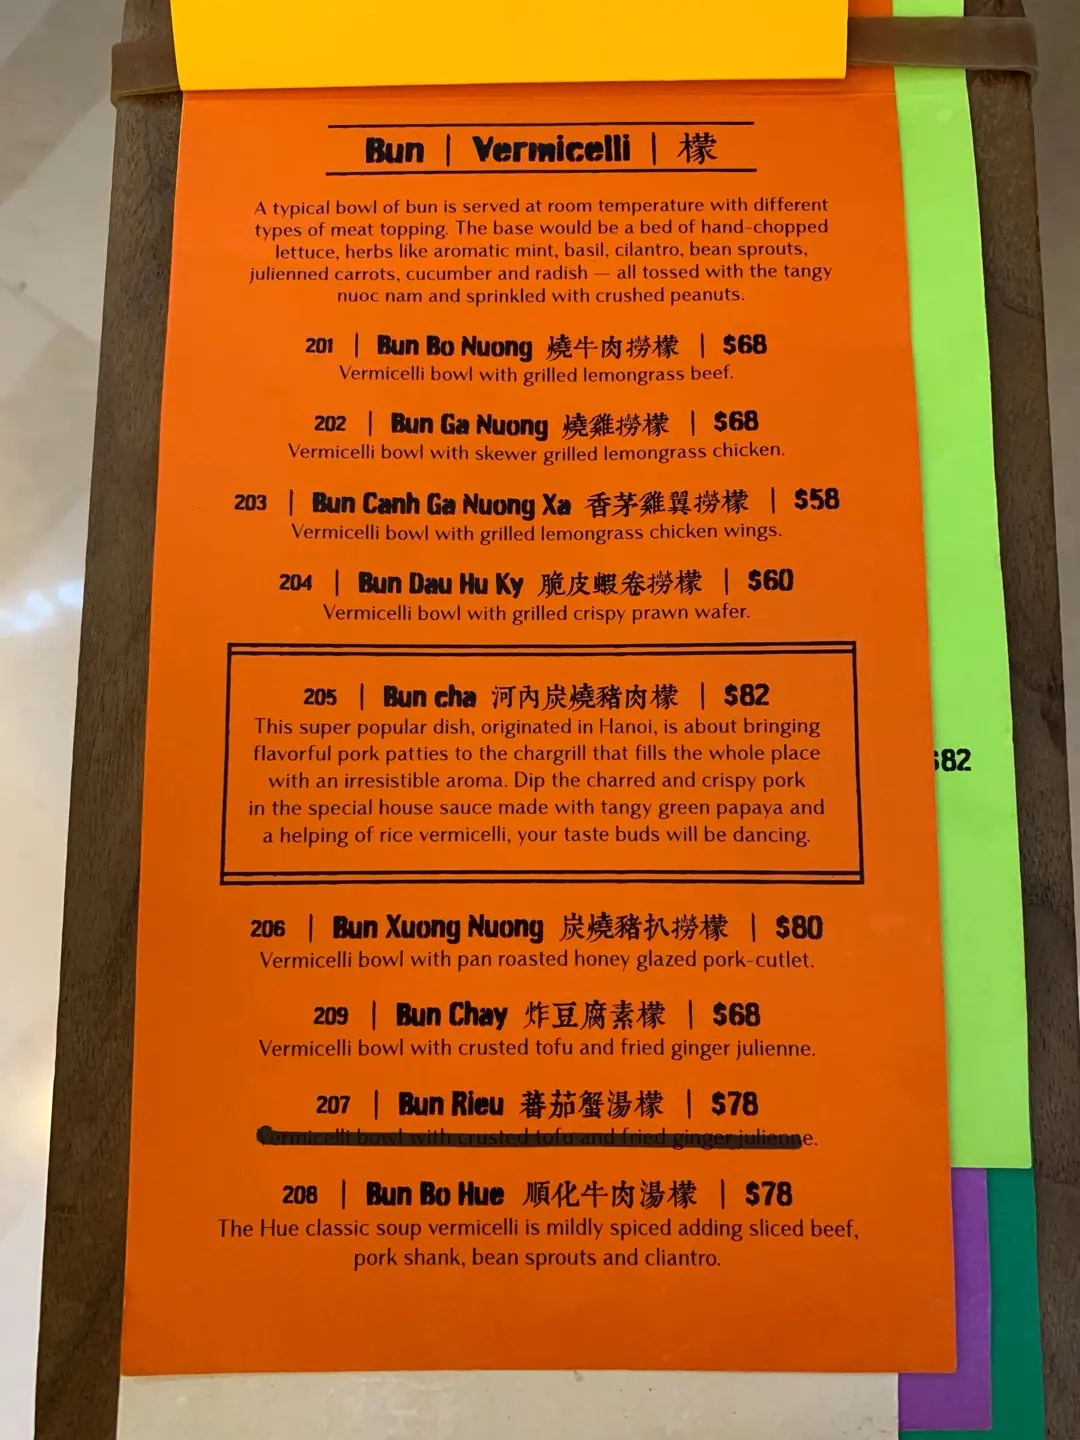 Bun | Vermicelli | 檬
A typical bowl of bun is served at room temperature with different
types of meat topping. The base would be a bed of hand-chopped
lettuce, herbs like aromatic mint, basil, cilantro, bean sprouts,
julienned carrots, cucumber and radish — all tossed with the tangy
nuoc nam and sprinkled with crushed peanuts.
201 | Bun Bo Nuong 燒牛肉撈檬 | $68
Vermicelli bowl with grilled lemongrass beef.
202 | Bun Ga Nuong 燒雞撈檬 | $68
Vermicelli bowl with skewer grilled lemongrass chicken.
203 | Bun Canh Ga Nuong Xa 香茅雞翼撈檬 | $58
Vermicelli bowl with grilled lemongrass chicken wings.
204 | Bun Dau Hu Ky 脆皮蝦卷撈檬 | $60
Vermicelli bowl with grilled crispy prawn wafer.
205 | Bun cha 河內炭燒豬肉檬 | $82
This super popular dish, originated in Hanoi, is about bringing
flavorful pork patties to the chargrill that fills the whole place
with an irresistible aroma. Dip the charred and crispy pork
in the special house sauce made with tangy green papaya and
a helping of rice vermicelli, your taste buds will be dancing.
$82
206 | Bun Xuong Nuong 炭燒豬扒撈檬 | $80
Vermicelli bowl with pan roasted honey glazed pork-cutlet.
209 | Bun Chay 炸豆腐素檬 | $68
Vermicelli bowl with crusted tofu and fried ginger julienne.
207 | Bun Rieu 蕃茄蟹湯檬 | $78
Vermicelli bowl with crusted tofu and fried ginger julienne.
208 | Bun Bo Hue 順化牛肉湯檬 | $78
The Hue classic soup vermicelli is mildly spiced adding sliced beef,
pork shank, bean sprouts and cliantro.